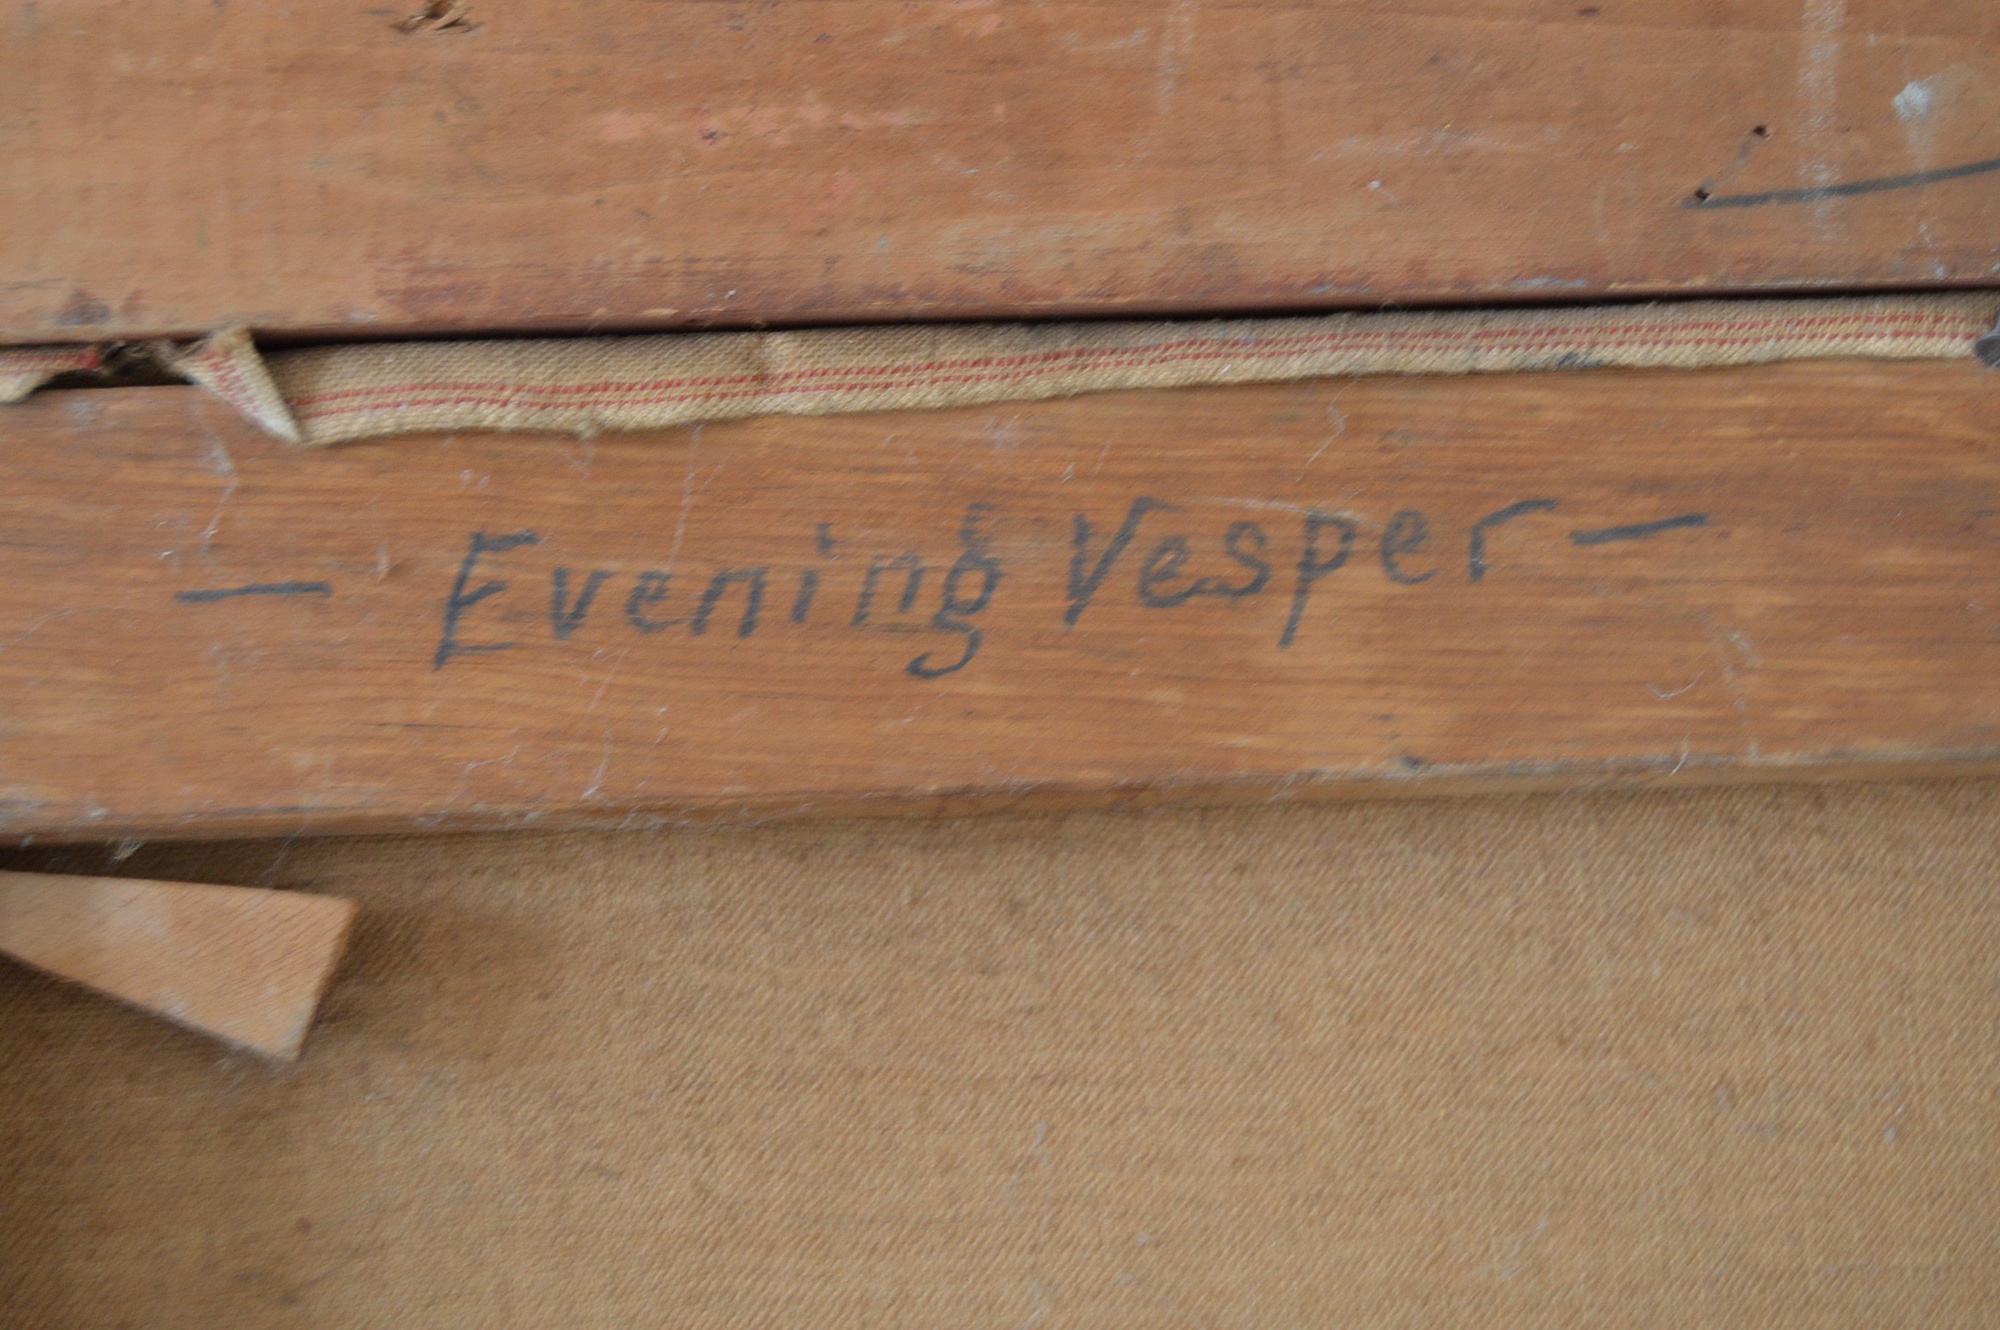 — Evening Vesper —